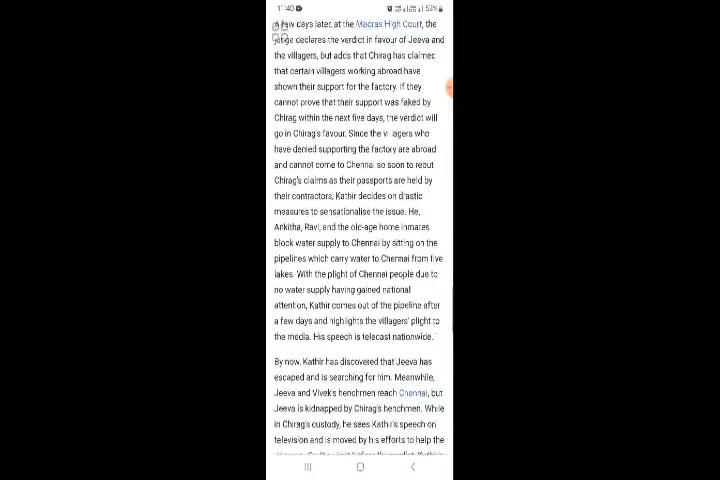 11:40
53%
A few days later, at the Madras High Court, the
judge declares the verdict in favour of Jeeva and
the villagers, but adds that Chirag has claimed
that certain villagers working abroad have
shown their support for the factory. If they
cannot prove that their support was faked by
Chirag within the next five days, the verdict will
go in Chirag's favour. Since the villagers who
have denied supporting the factory are abroad
and cannot come to Chennai so soon to rebut
Chirag's claims as their passports are held by
their contractors, Kathir decides on drastic
measures to sensationalise the issue. He,
Ankitha, Ravi, and the old-age home inmates
block water supply to Chennai by sitting on the
pipelines which carry water to Chennai from five
lakes. With the plight of Chennai people due to
no water supply having gained national
attention, Kathir comes out of the pipeline after
a few days and highlights the villagers' plight to
the media. His speech is telecast nationwide.
By now, Kathir has discovered that Jeeva has
escaped and is searching for him. Meanwhile,
Jeeva and Vivek's henchmen reach Chennai, but
Jeeva is kidnapped by Chirag's henchmen. While
in Chirag's custody, he sees Kathir's speech on
television and is moved by his efforts to help the